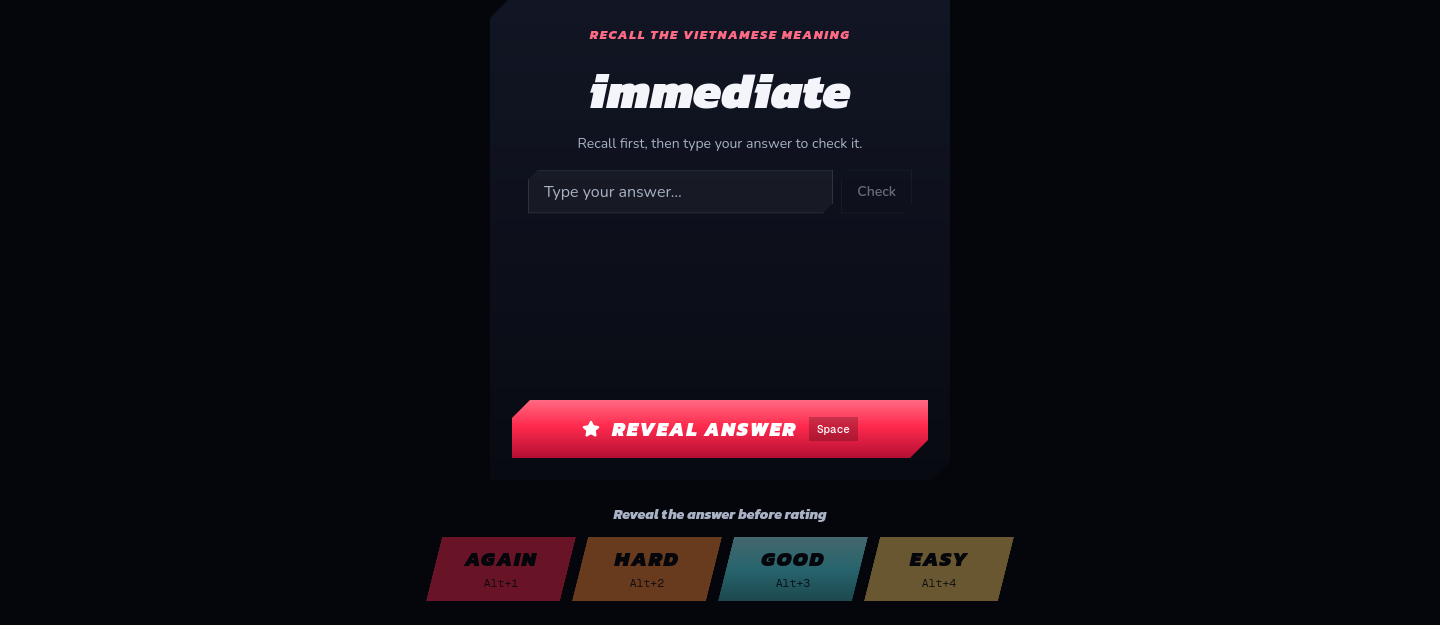 RECALL THE VIETNAMESE MEANING
immediate
Recall first, then type your answer to check it.
Type your answer...
Check
REVEAL ANSWER Space
Reveal the answer before rating
AGAIN HARD GOOD EASY
Alt+1 Alt+2 Alt+3 Alt+4